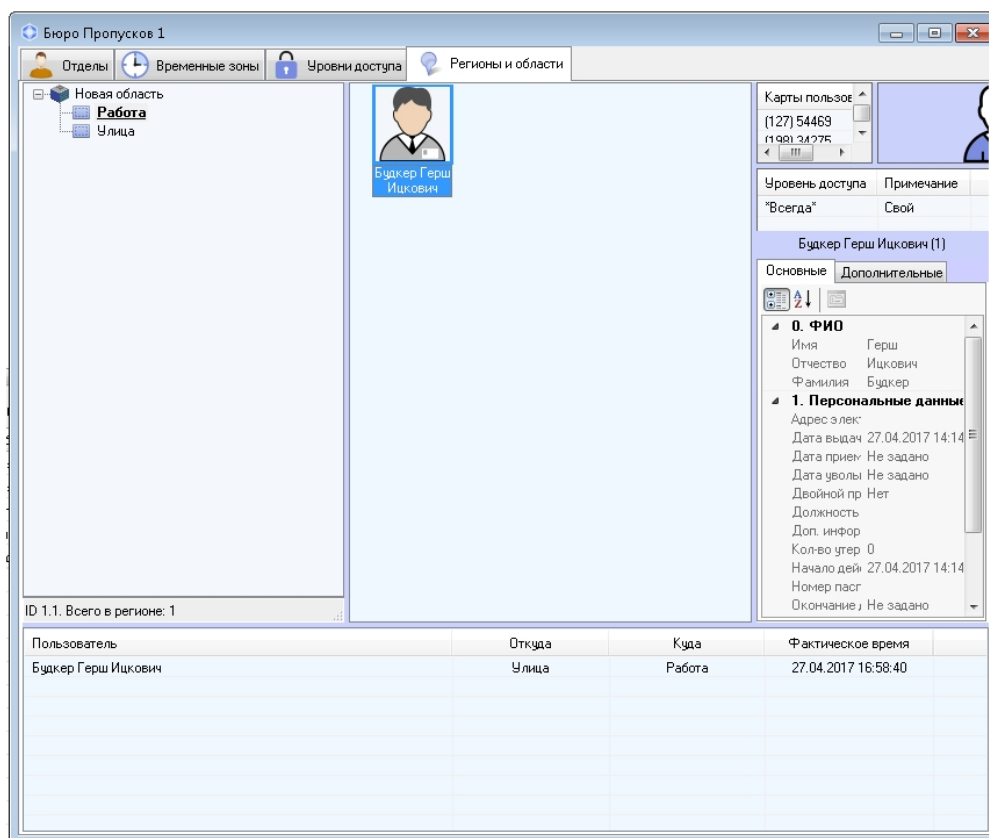 Бюро Пропусков 1
Отделы Временные зоны Уровни доступа Регионы и области
Новая область
Работа
Улица
Будкер Герш
Ицкович
ID 1.1. Всего в регионе: 1
Карты пользов
(127) 54469
(198) 34275
Уровень доступа Примечание
"Всегда" Свой
Будкер Герш Ицкович (1)
Основные Дополнительные
0. ФИО
Имя Герш
Отчество Ицкович
Фамилия Будкер
1. Персональные данные
Адрес элек
Дата выдач 27.04.2017 14:14
Дата прием Не задано
Дата уволы Не задано
Двойной пр Нет
Должность
Доп. инфор
Кол-во утер 0
Начало дей 27.04.2017 14:14
Номер пасп
Окончание Не задано
Пользователь Откуда Куда Фактическое время
Будкер Герш Ицкович Улица Работа 27.04.2017 16:58:40